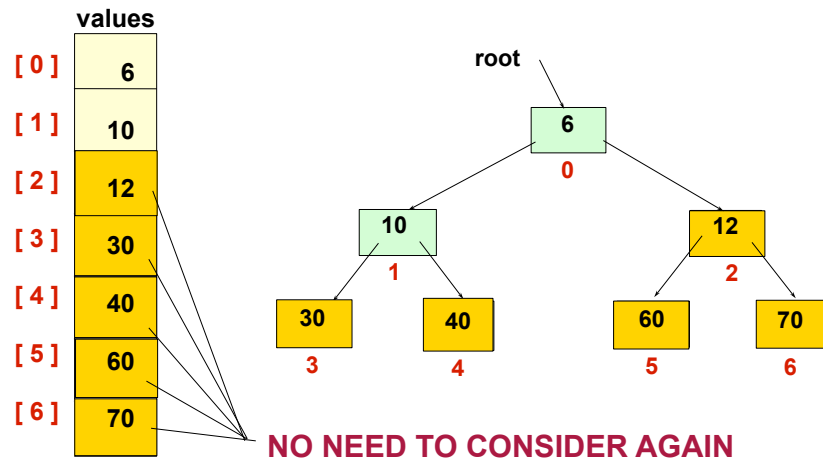 values
[ 0 ] 6
[ 1 ] 10
[ 2 ] 12
[ 3 ] 30
[ 4 ] 40
[ 5 ] 60
[ 6 ] 70
root
6
0
10
1
12
2
30
3
40
4
60
5
70
6
NO NEED TO CONSIDER AGAIN